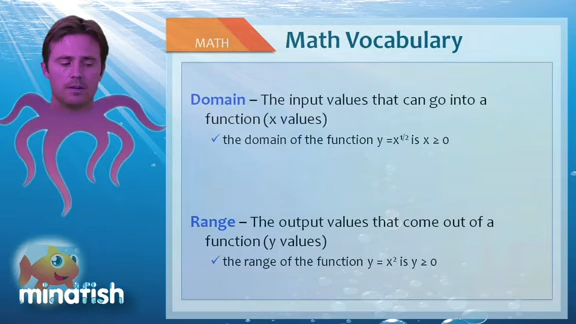 MATH
Math Vocabulary
Domain – The input values that can go into a
function (x values)
✓ the domain of the function y =x^1/2 is x ≥ 0
Range – The output values that come out of a
function (y values)
✓ the range of the function y = x² is y ≥ 0
mindfish